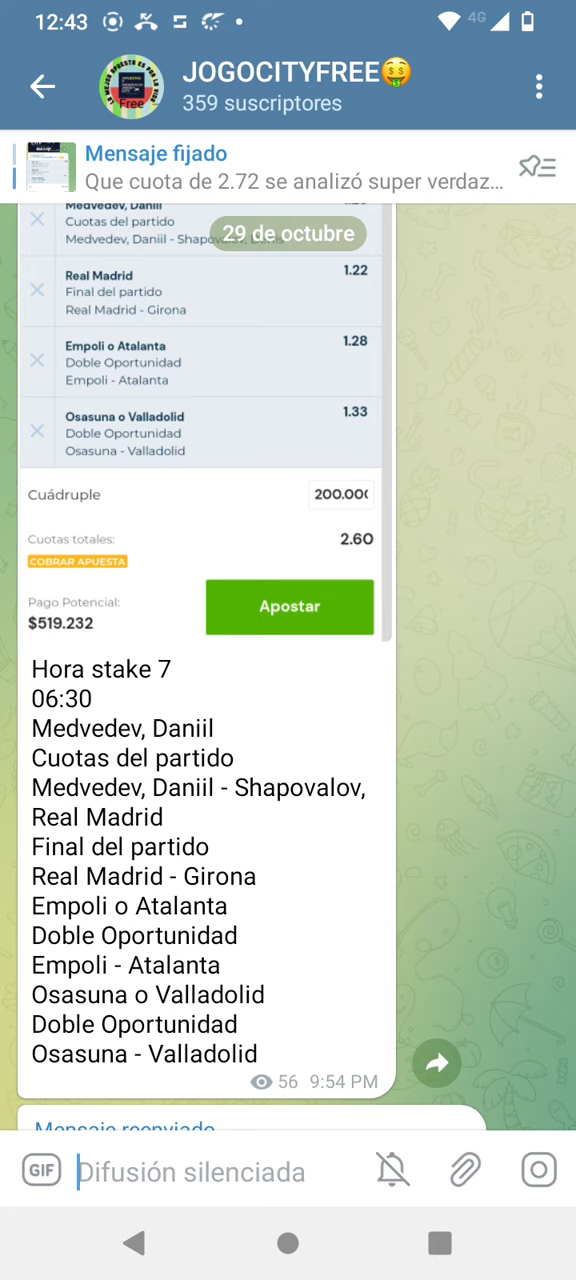 12:43
4G
JOGOCITYFREE🤑
359 suscriptores
Mensaje fijado
Que cuota de 2.72 se analizó super verdaz...
Medvedev, Daniil
Cuotas del partido
Medvedev, Daniil - Shapovalov, Denis
29 de octubre
Real Madrid
1.22
Final del partido
Real Madrid - Girona
Empoli o Atalanta
1.28
Doble Oportunidad
Empoli - Atalanta
Osasuna o Valladolid
1.33
Doble Oportunidad
Osasuna - Valladolid
Cuádruple
200.00
Cuotas totales:
2.60
COBRAR APUESTA
Pago Potencial:
$519.232
Apostar
Hora stake 7
06:30
Medvedev, Daniil
Cuotas del partido
Medvedev, Daniil - Shapovalov,
Real Madrid
Final del partido
Real Madrid - Girona
Empoli o Atalanta
Doble Oportunidad
Empoli - Atalanta
Osasuna o Valladolid
Doble Oportunidad
Osasuna - Valladolid
56 9:54 PM
Mensaje reenviado
GIF
Difusión silenciada